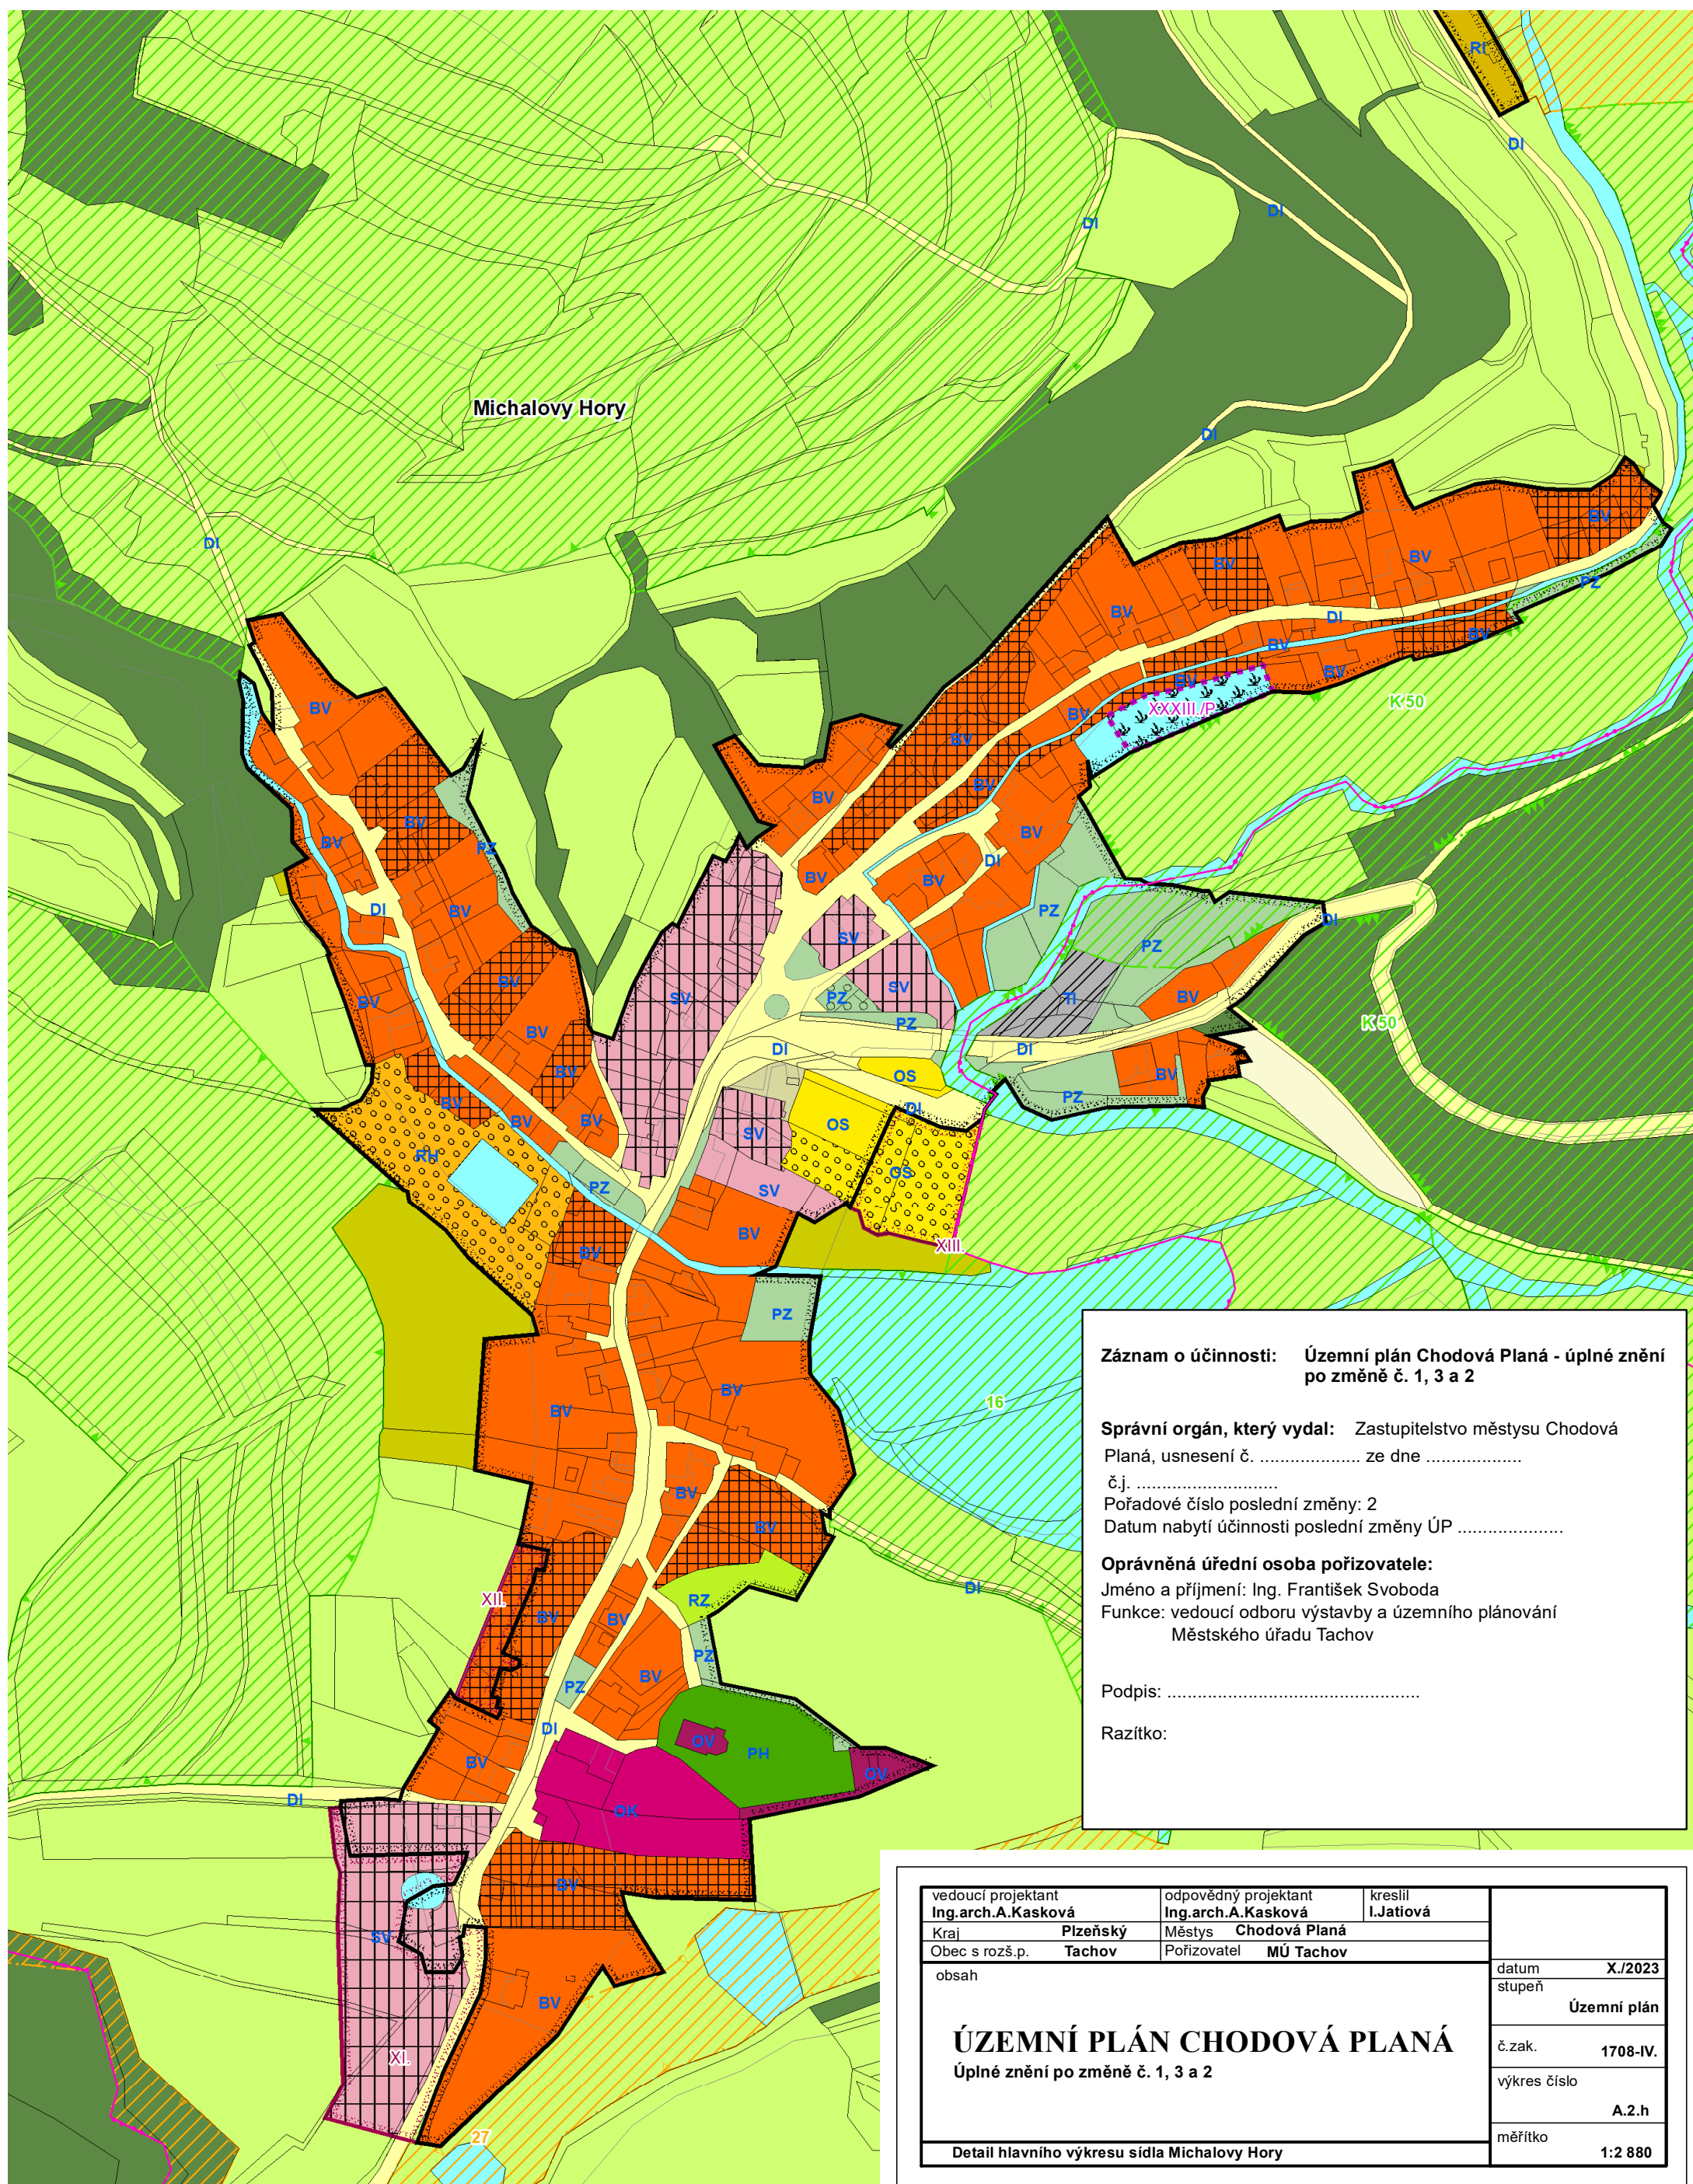 RI
DI
DI
DI
Michalovy Hory
DI
DI
BV
BV
BV
PZ
BV
DI
BV
BV
BV
BV
K 50
XXXIII./P
BV
BV
BV
BV
BV
BV
BV
BV
PZ
DI
BV
BV
BV
DI
BV
PZ
DI
PZ
SV
BV
BV
SV
PZ
SV
TI
BV
K 50
PZ
BV
DI
DI
BV
OS
BV
PZ
BV
DI
BV
BV
OS
SV
RH
OS
PZ
SV
BV
XIII.
BV
PZ
BV
BV
16
BV
BV
DI
XII.
RZ
BV
BV
PZ
BV
PZ
DI
OV
PH
BV
OV
DI
OK
BV
SV
BV
XI.
27
Záznam o účinnosti: Územní plán Chodová Planá - úplné znění
po změně č. 1, 3 a 2
Správní orgán, který vydal: Zastupitelstvo městysu Chodová
Planá, usnesení č. .................... ze dne ...................
č.j. ............................
Pořadové číslo poslední změny: 2
Datum nabytí účinnosti poslední změny ÚP .....................
Oprávněná úřední osoba pořizovatele:
Jméno a příjmení: Ing. František Svoboda
Funkce: vedoucí odboru výstavby a územního plánování
Městského úřadu Tachov
Podpis: ...................................................
Razítko:
vedoucí projektant odpovědný projektant kreslil
Ing.arch.A.Kasková Ing.arch.A.Kasková I.Jatiová
Kraj Plzeňský Městys Chodová Planá
Obec s rozš.p. Tachov Pořizovatel MÚ Tachov
obsah
datum X./2023
stupeň
Územní plán
ÚZEMNÍ PLÁN CHODOVÁ PLANÁ
Úplné znění po změně č. 1, 3 a 2
č.zak. 1708-IV.
výkres číslo
A.2.h
měřítko
1:2 880
Detail hlavního výkresu sídla Michalovy Hory